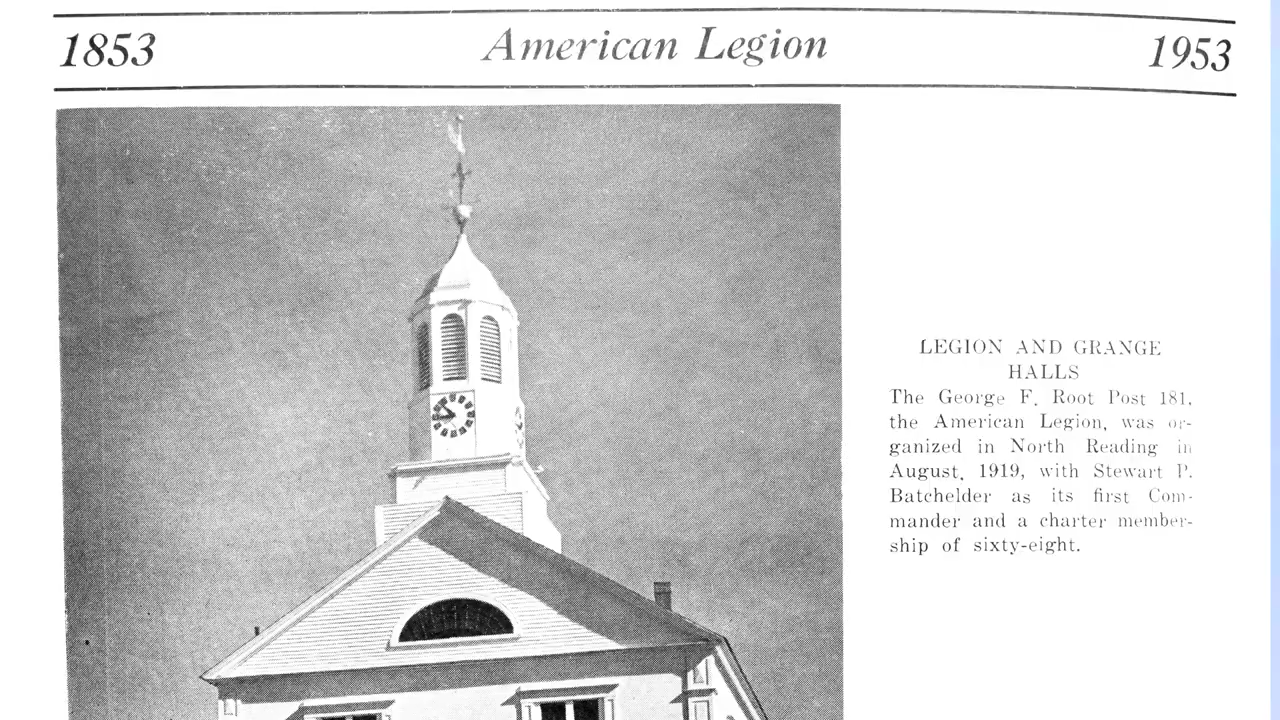 1853 American Legion 1953
LEGION AND GRANGE
HALLS
The George F. Root Post 181,
the American Legion, was or-
ganized in North Reading in
August, 1919, with Stewart P.
Batchelder as its first Com-
mander and a charter member-
ship of sixty-eight.